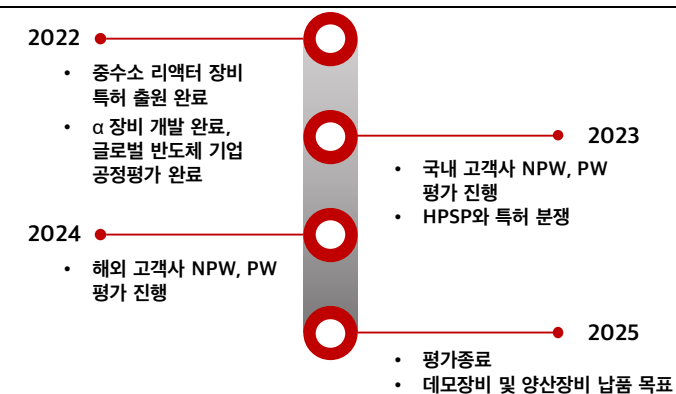 2022
• 중수소 리액터 장비
특허 출원 완료
• α 장비 개발 완료,
글로벌 반도체 기업
공정평가 완료
2023
• 국내 고객사 NPW, PW
평가 진행
• HPSP와 특허 분쟁
2024
• 해외 고객사 NPW, PW
평가 진행
2025
• 평가종료
• 데모장비 및 양산장비 납품 목표